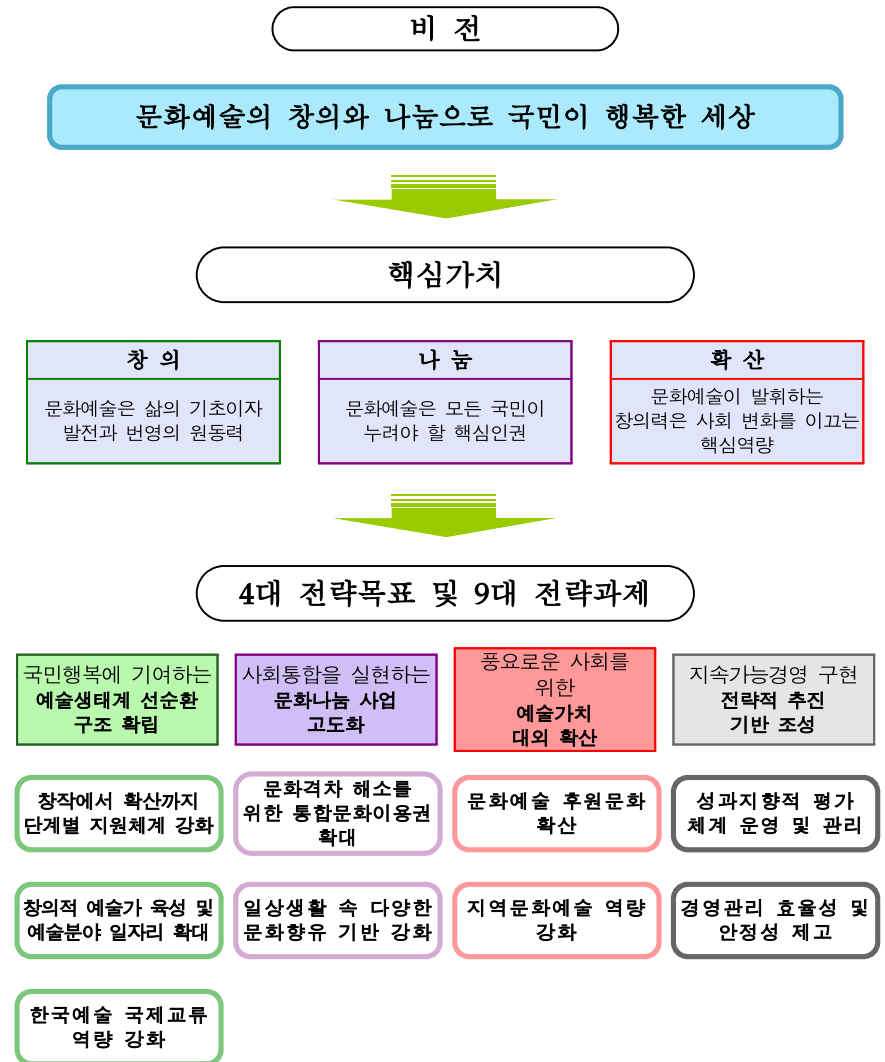 비 전
문화예술의 창의와 나눔으로 국민이 행복한 세상
핵심가치
창 의
문화예술은 삶의 기초이자
발전과 번영의 원동력
나 눔
문화예술은 모든 국민이
누려야 할 핵심인권
확 산
문화예술이 발휘하는
창의력은 사회 변화를 이끄는
핵심역량
4대 전략목표 및 9대 전략과제
국민행복에 기여하는
예술생태계 선순환
구조 확립
사회통합을 실현하는
문화나눔 사업
고도화
풍요로운 사회를
위한
예술가치
대외 확산
지속가능경영 구현
전략적 추진
기반 조성
창작에서 확산까지
단계별 지원체계 강화
문화격차 해소를
위한 통합문화이용권
확대
문화예술 후원문화
확산
성과지향적 평가
체계 운영 및 관리
창의적 예술가 육성 및
예술분야 일자리 확대
일상생활 속 다양한
문화향유 기반 강화
지역문화예술 역량
강화
경영관리 효율성 및
안정성 제고
한국예술 국제교류
역량 강화